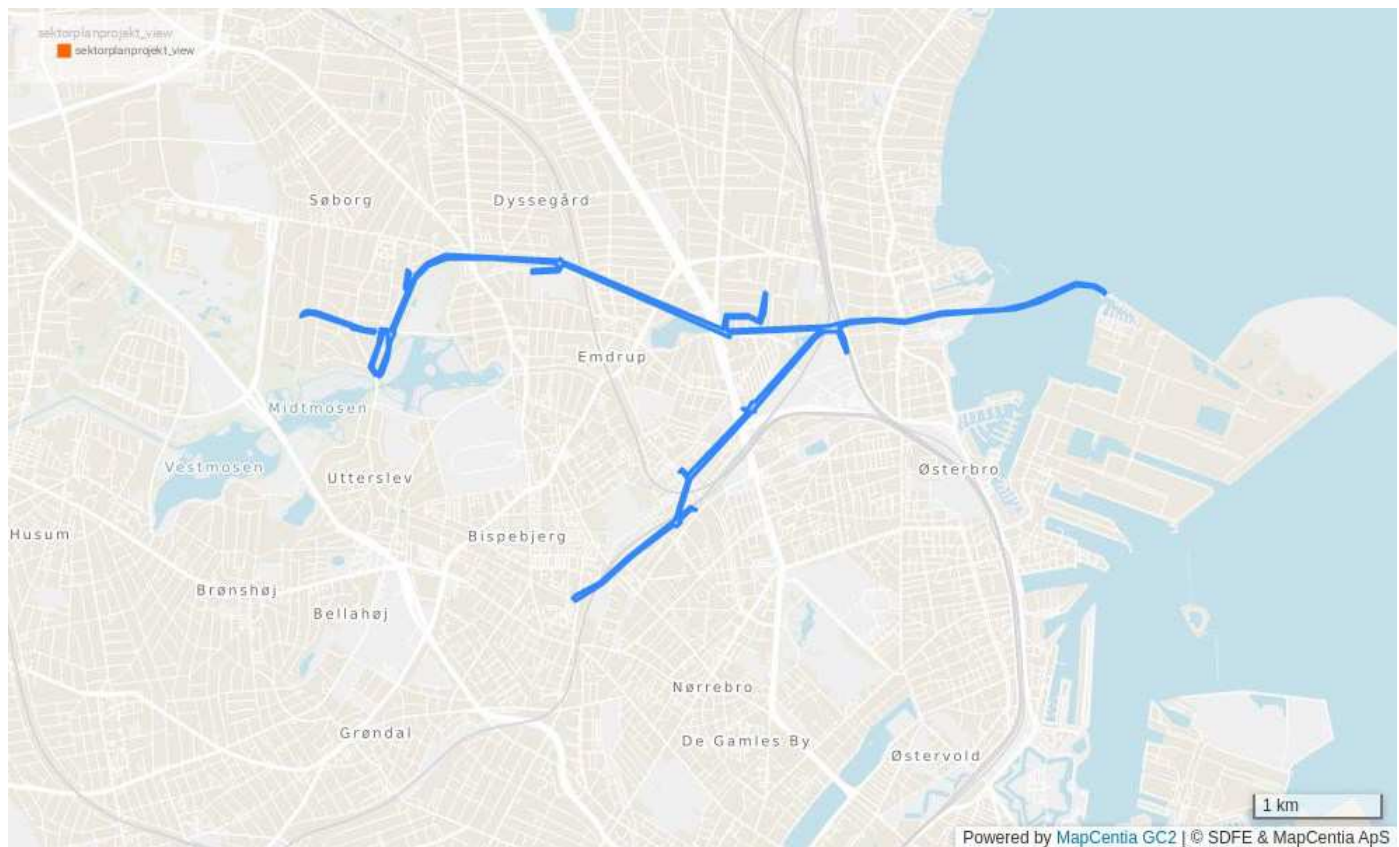 sektorplanprojekt_view
sektorplanprojekt_view
Søborg
Dyssegård
Emdrup
Midtmosen
Vestmosen
Utterslev
Østerbro
Husum
Bispebjerg
Brønshøj
Bellahøj
Nørrebro
Grøndal
De Gamles By
Østervold
1 km
Powered by MapCentia GC2 | © SDFE & MapCentia ApS